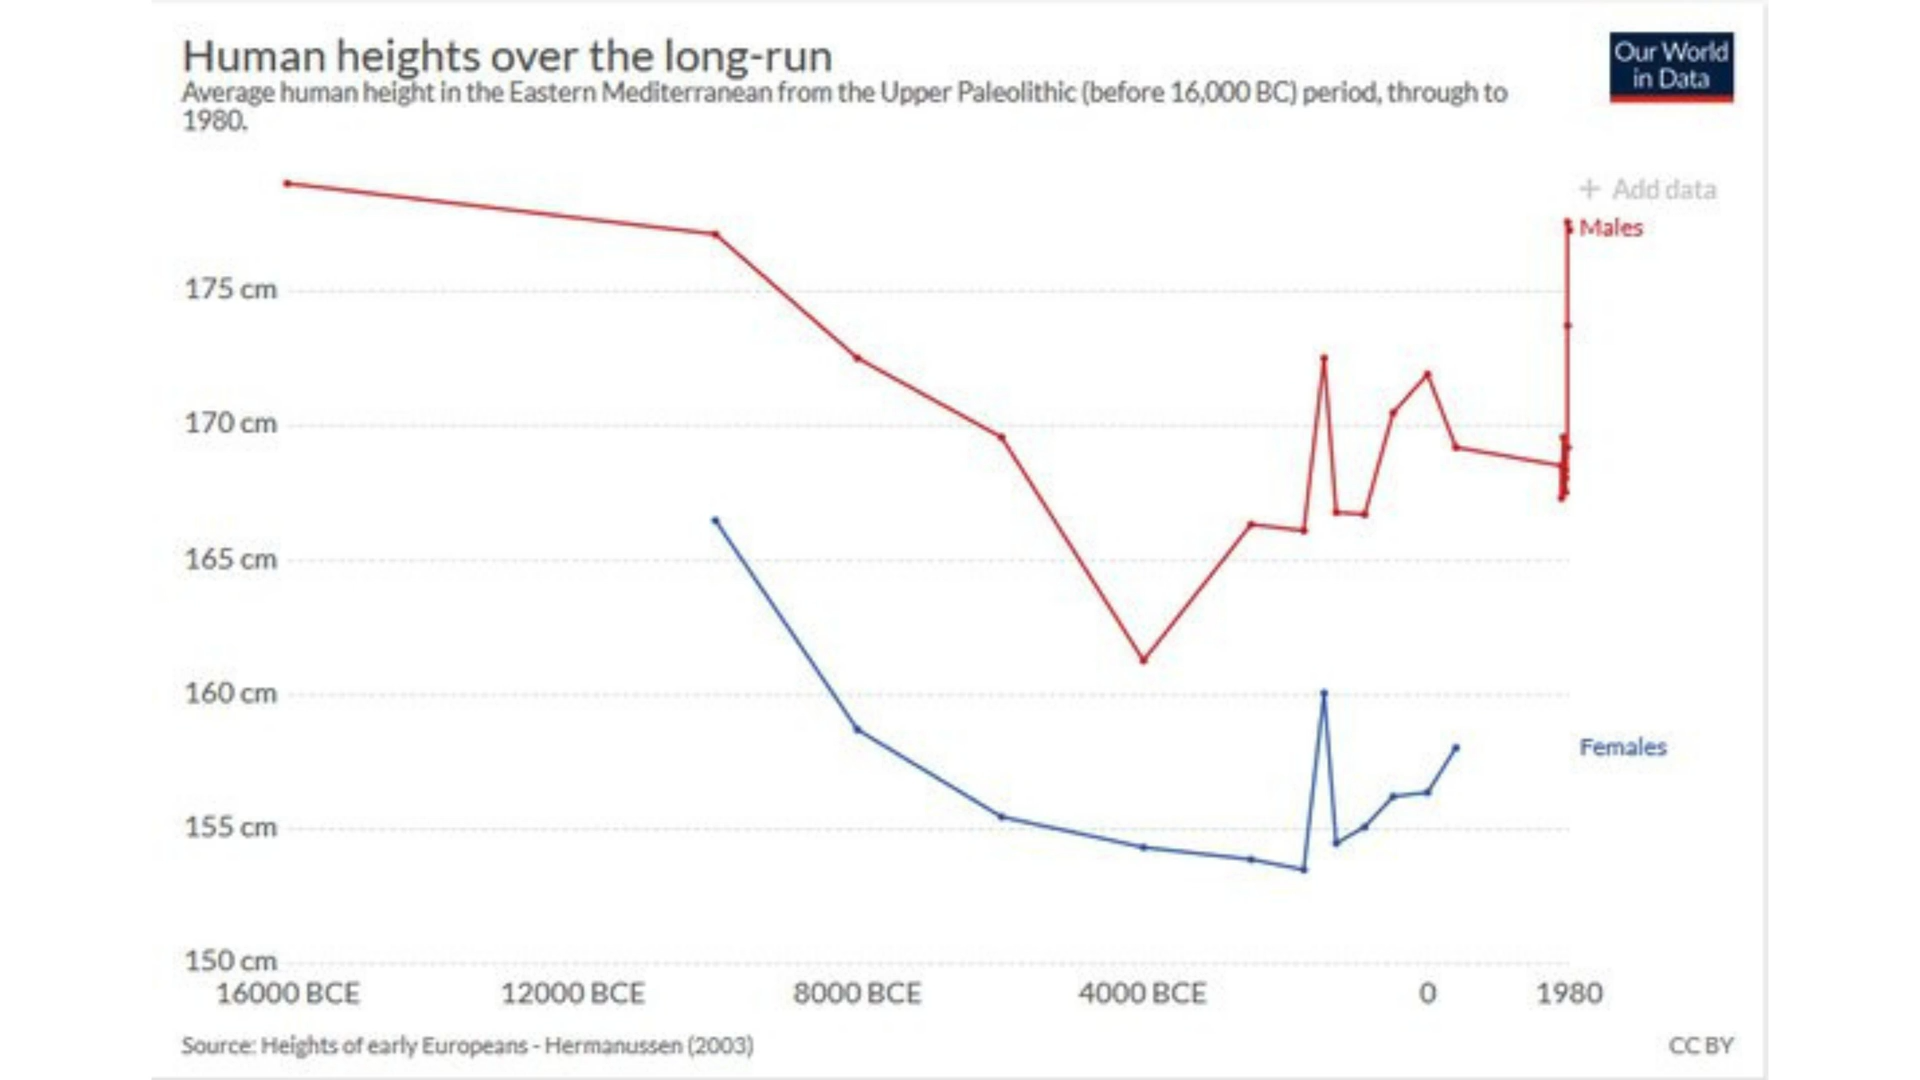 Human heights over the long-run
Our World
in Data
Average human height in the Eastern Mediterranean from the Upper Paleolithic (before 16,000 BC) period, through to
1980.
+ Add data
Males
175 cm
170 cm
165 cm
160 cm
Females
155 cm
150 cm
16000 BCE 12000 BCE 8000 BCE 4000 BCE 0 1980
Source: Heights of early Europeans - Hermanussen (2003) CC BY